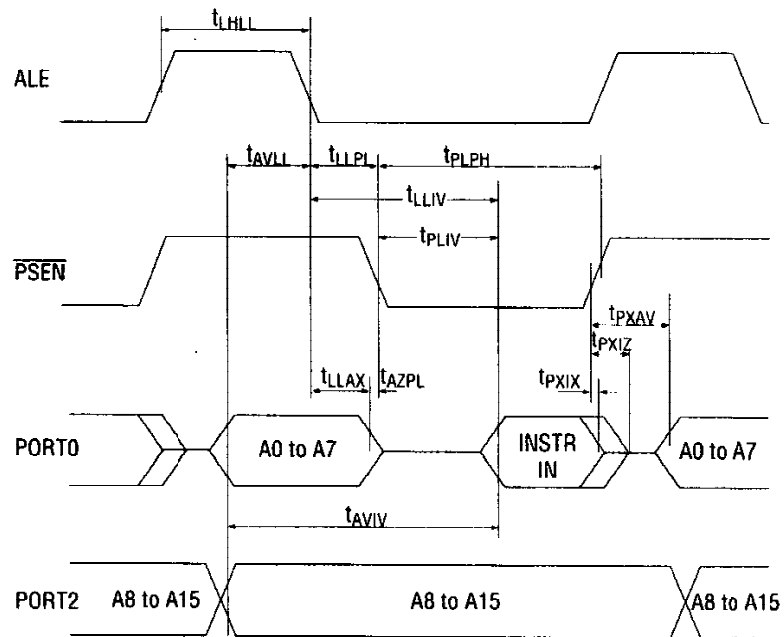 tLHLL
ALE
tAVLL tLLPL tPLPH
tLLIV
tPLIV
PSEN
tPXAV
tPXIZ
tLLAX tAZPL tPXIX
PORT0 A0 to A7 INSTR IN A0 to A7
tAVIV
PORT2 A8 to A15 A8 to A15 A8 to A15